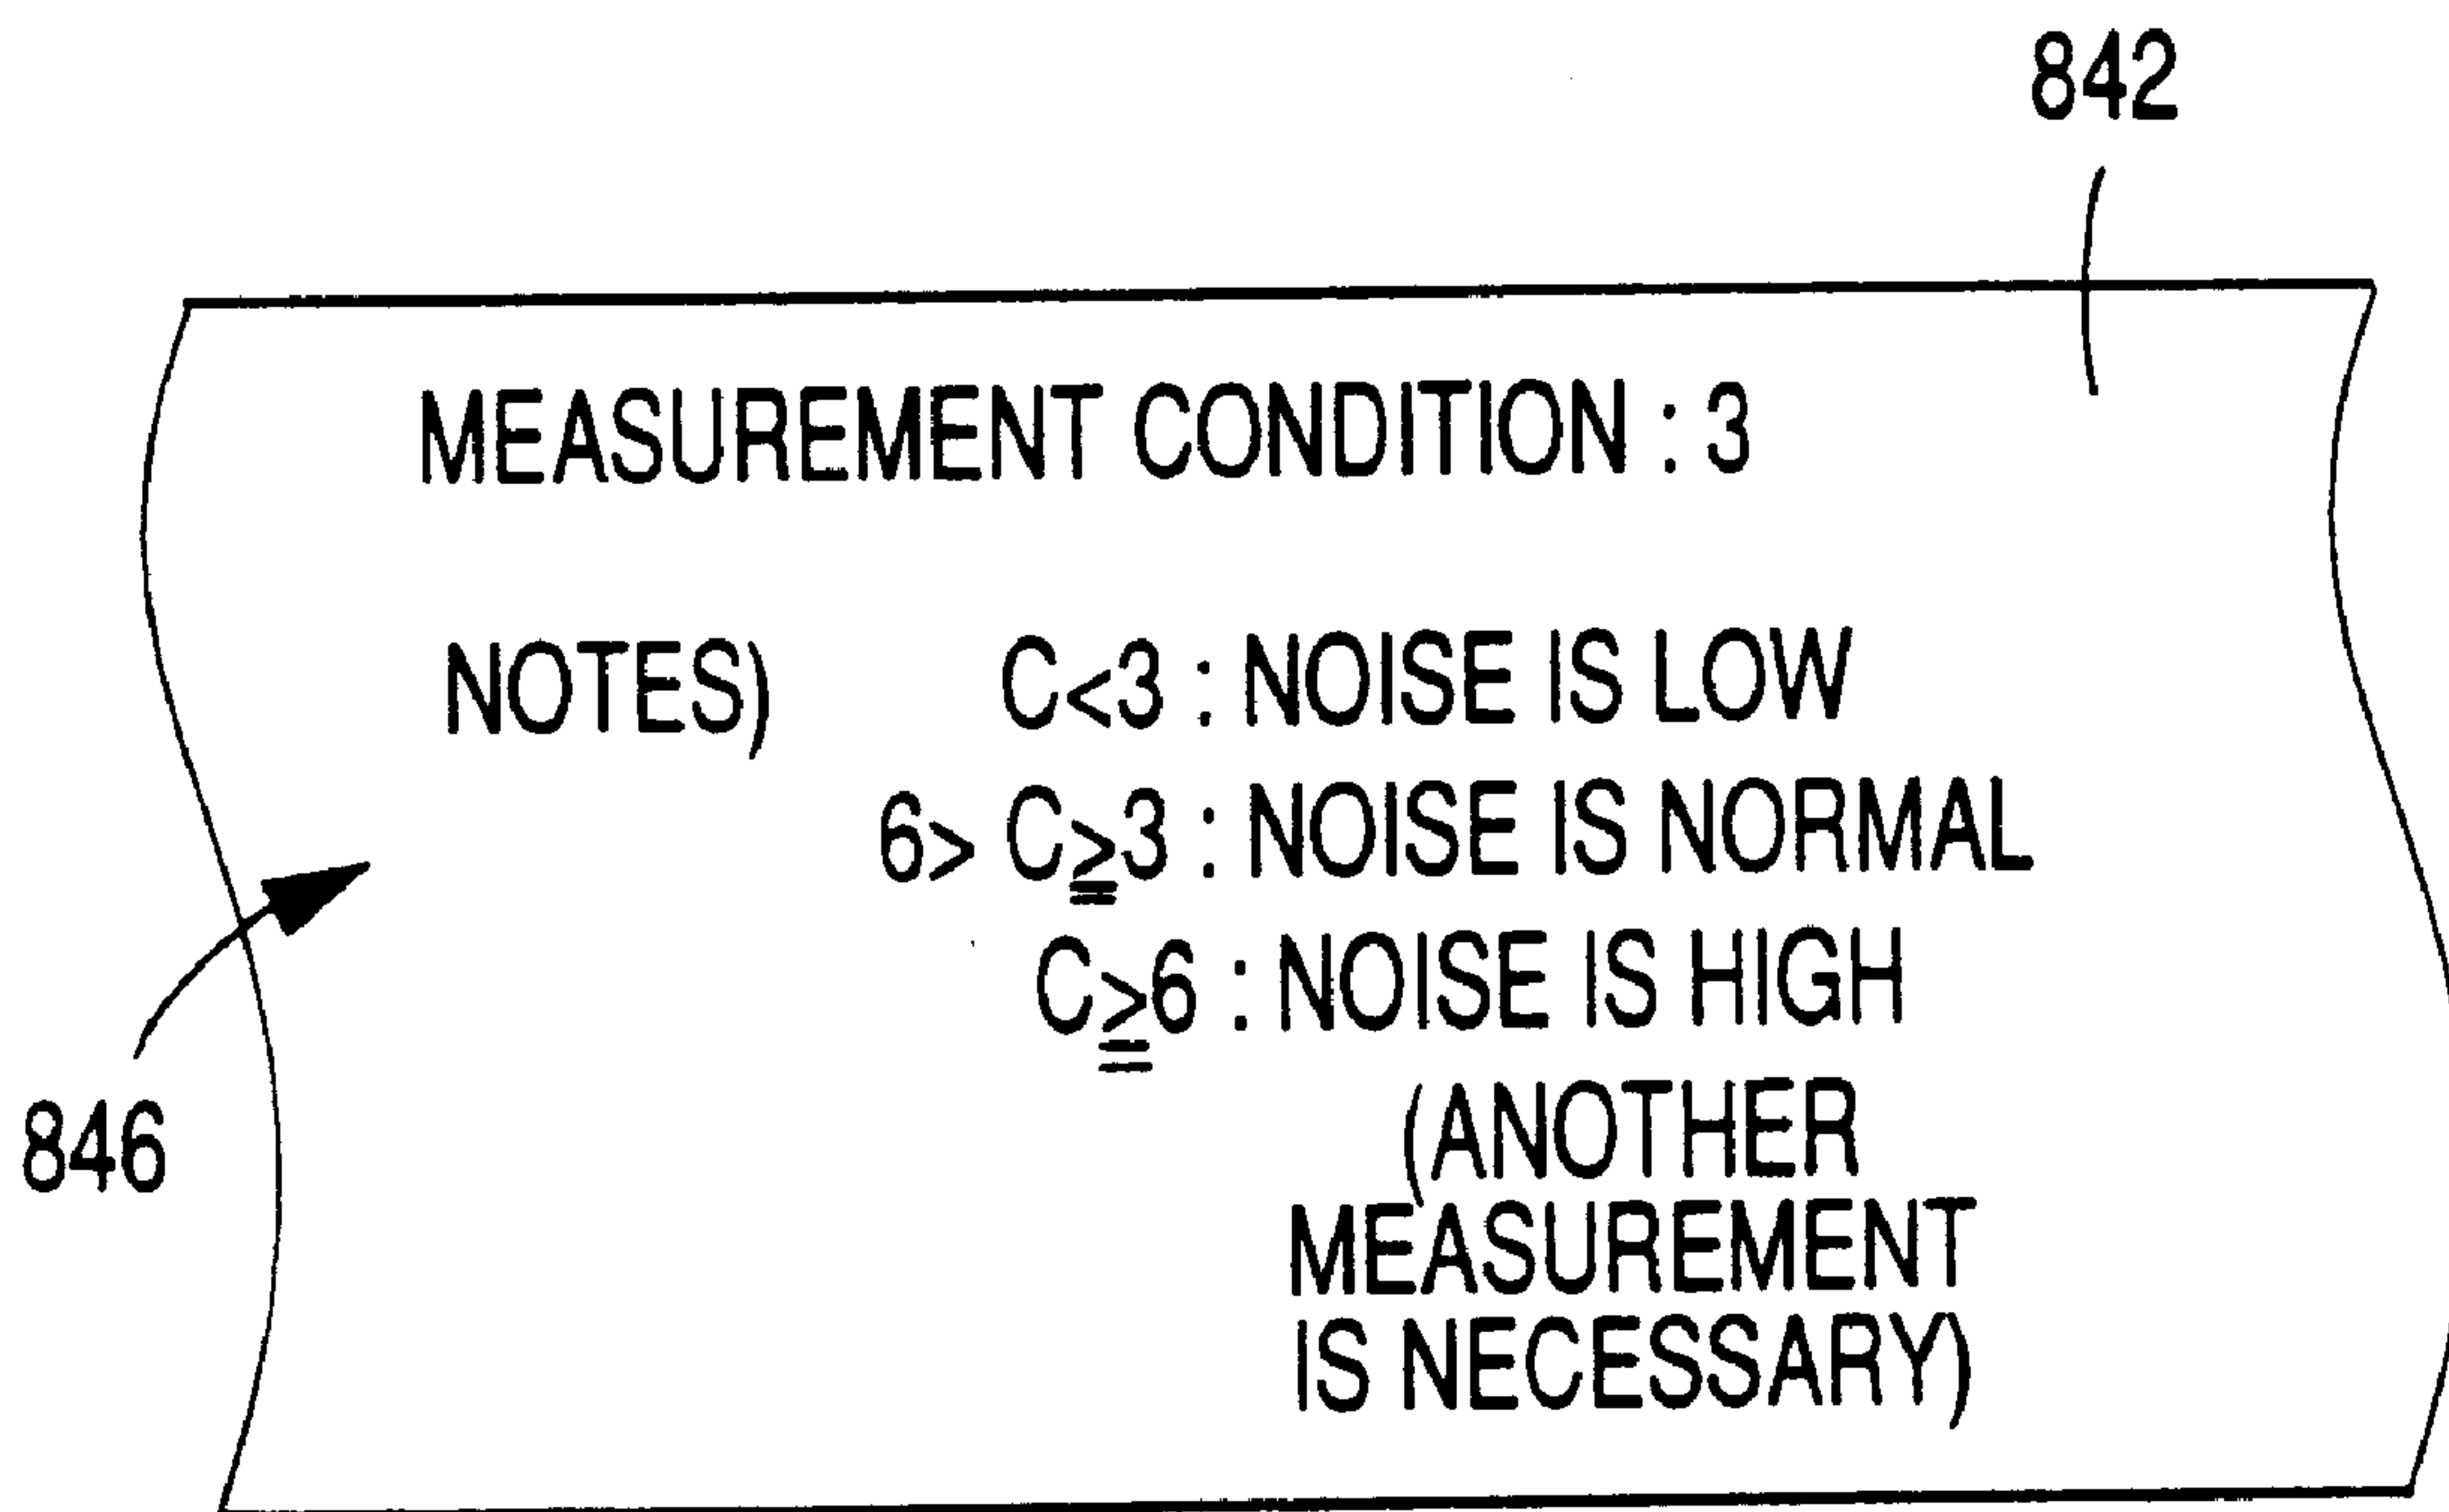 842
MEASUREMENT CONDITION : 3
NOTES) C<3 : NOISE IS LOW
6> C≧3 : NOISE IS NORMAL
C≧6 : NOISE IS HIGH
(ANOTHER
MEASUREMENT
IS NECESSARY)
846